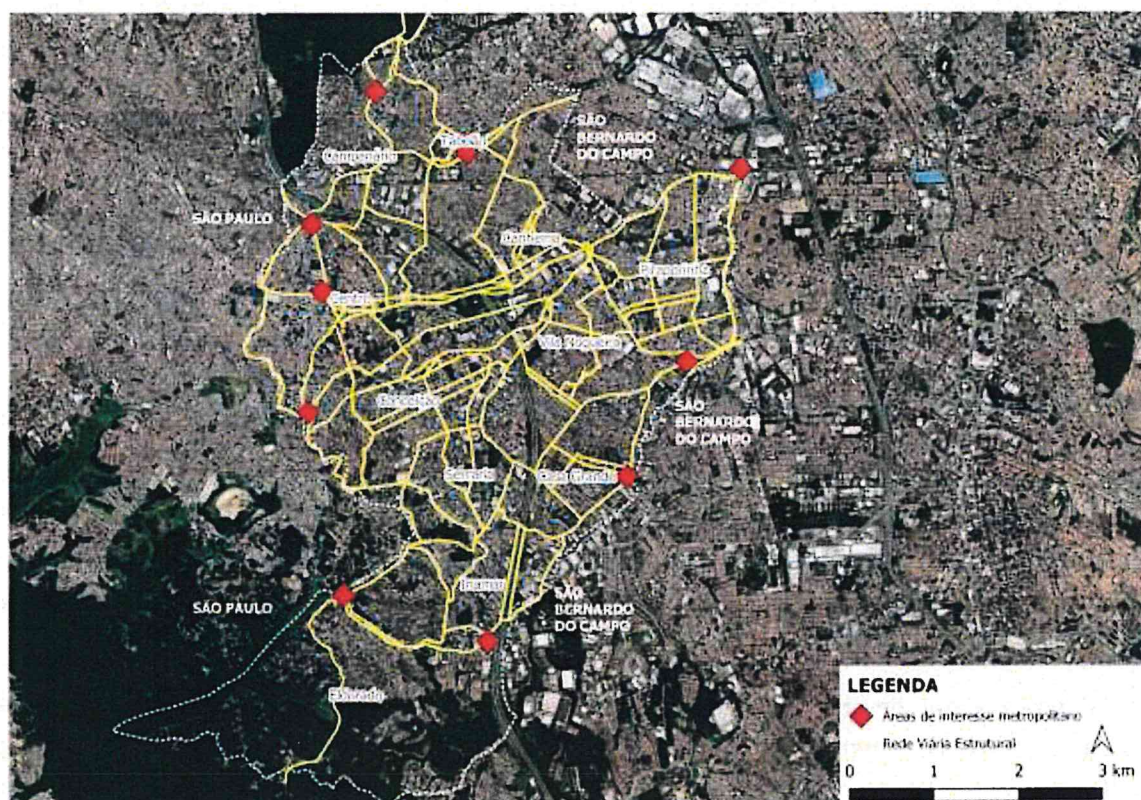 SÃO
BERNARDO
DO CAMPO
Campanário
Taboão
SÃO PAULO
Canhema
Piraporinha
Centro
Vila Nogueira
Conceição
SÃO
BERNARDO
DO CAMPO
Serraria
Casa Grande
Inamar
SÃO PAULO
SÃO
BERNARDO
DO CAMPO
Eldorado
LEGENDA
Áreas de interesse metropolitano
Rede Viária Estrutural
0 1 2 3 km